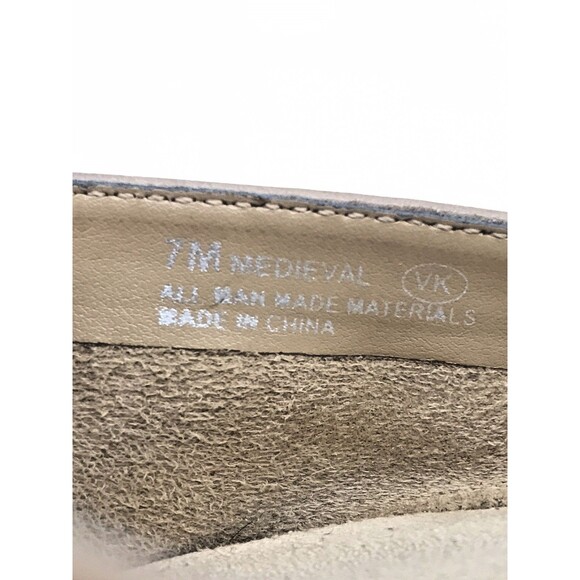 7M MEDIEVAL VK
ALL MAN MADE MATERIALS
MADE IN CHINA